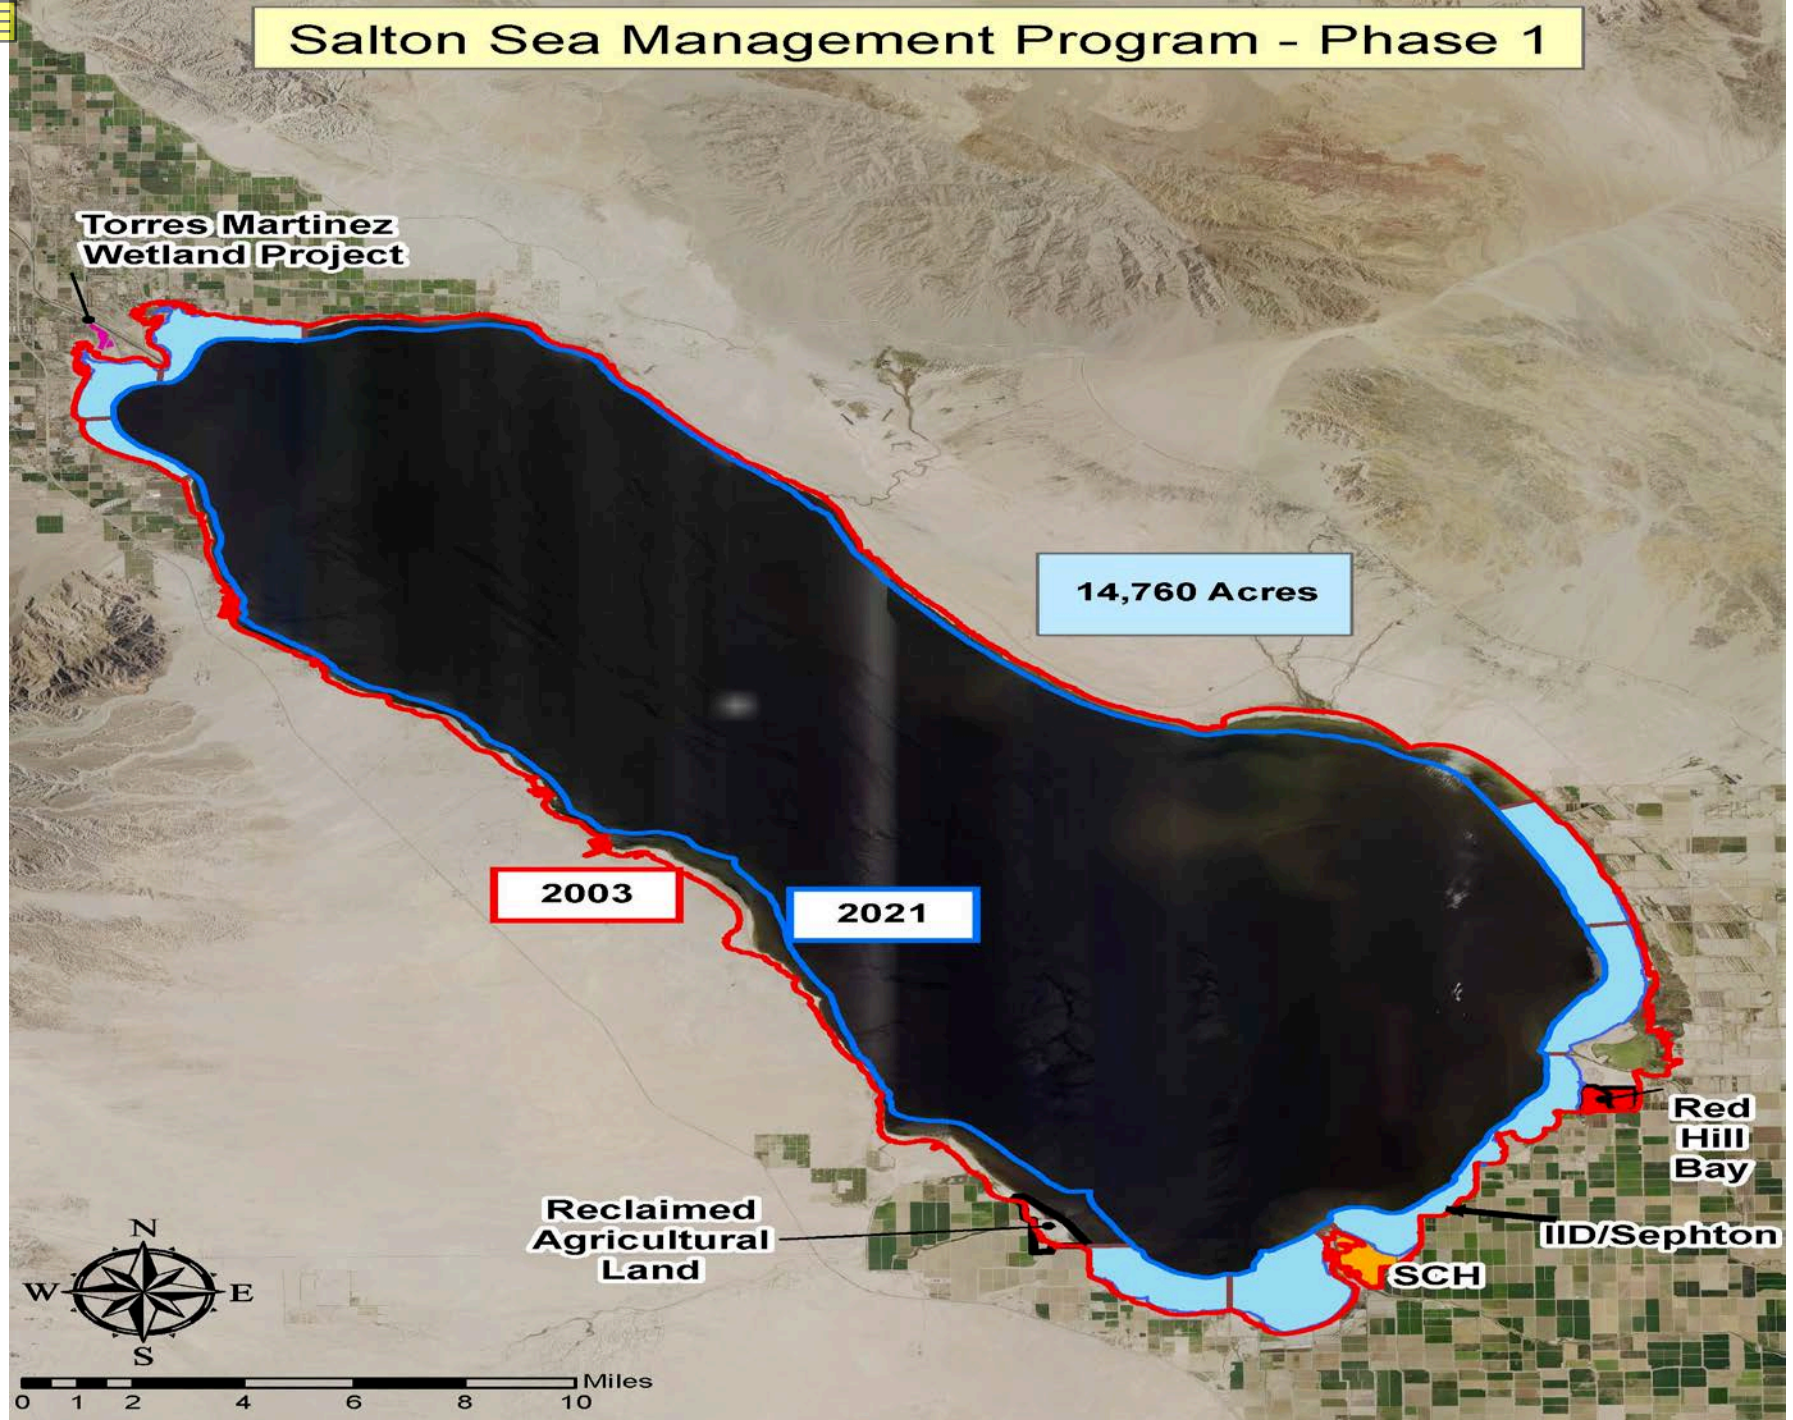 Salton Sea Management Program - Phase 1
Torres Martinez
Wetland Project
14,760 Acres
2003
2021
Red
Hill
Bay
Reclaimed
Agricultural
Land
IID/Sephton
SCH
N
W
E
S
Miles
0 1 2 4 6 8 10